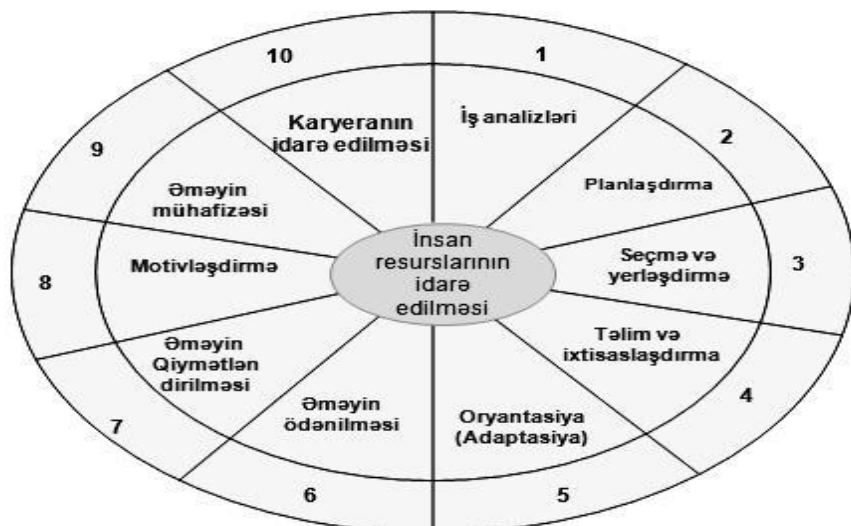 10
1
Karyeranın
idarə edilməsi
İş analizləri
9
2
Əməyin
mühafizəsi
Planlaşdırma
İnsan
resurslarının
idarə
edilməsi
8
Motivləşdirmə
Seçmə və
yerləşdirmə
3
Əməyin
Qiymətlən
dirilməsi
Təlim və
ixtisaslaşdırma
7
4
Əməyin
ödənilməsi
Oryantasiya
(Adaptasiya)
6
5